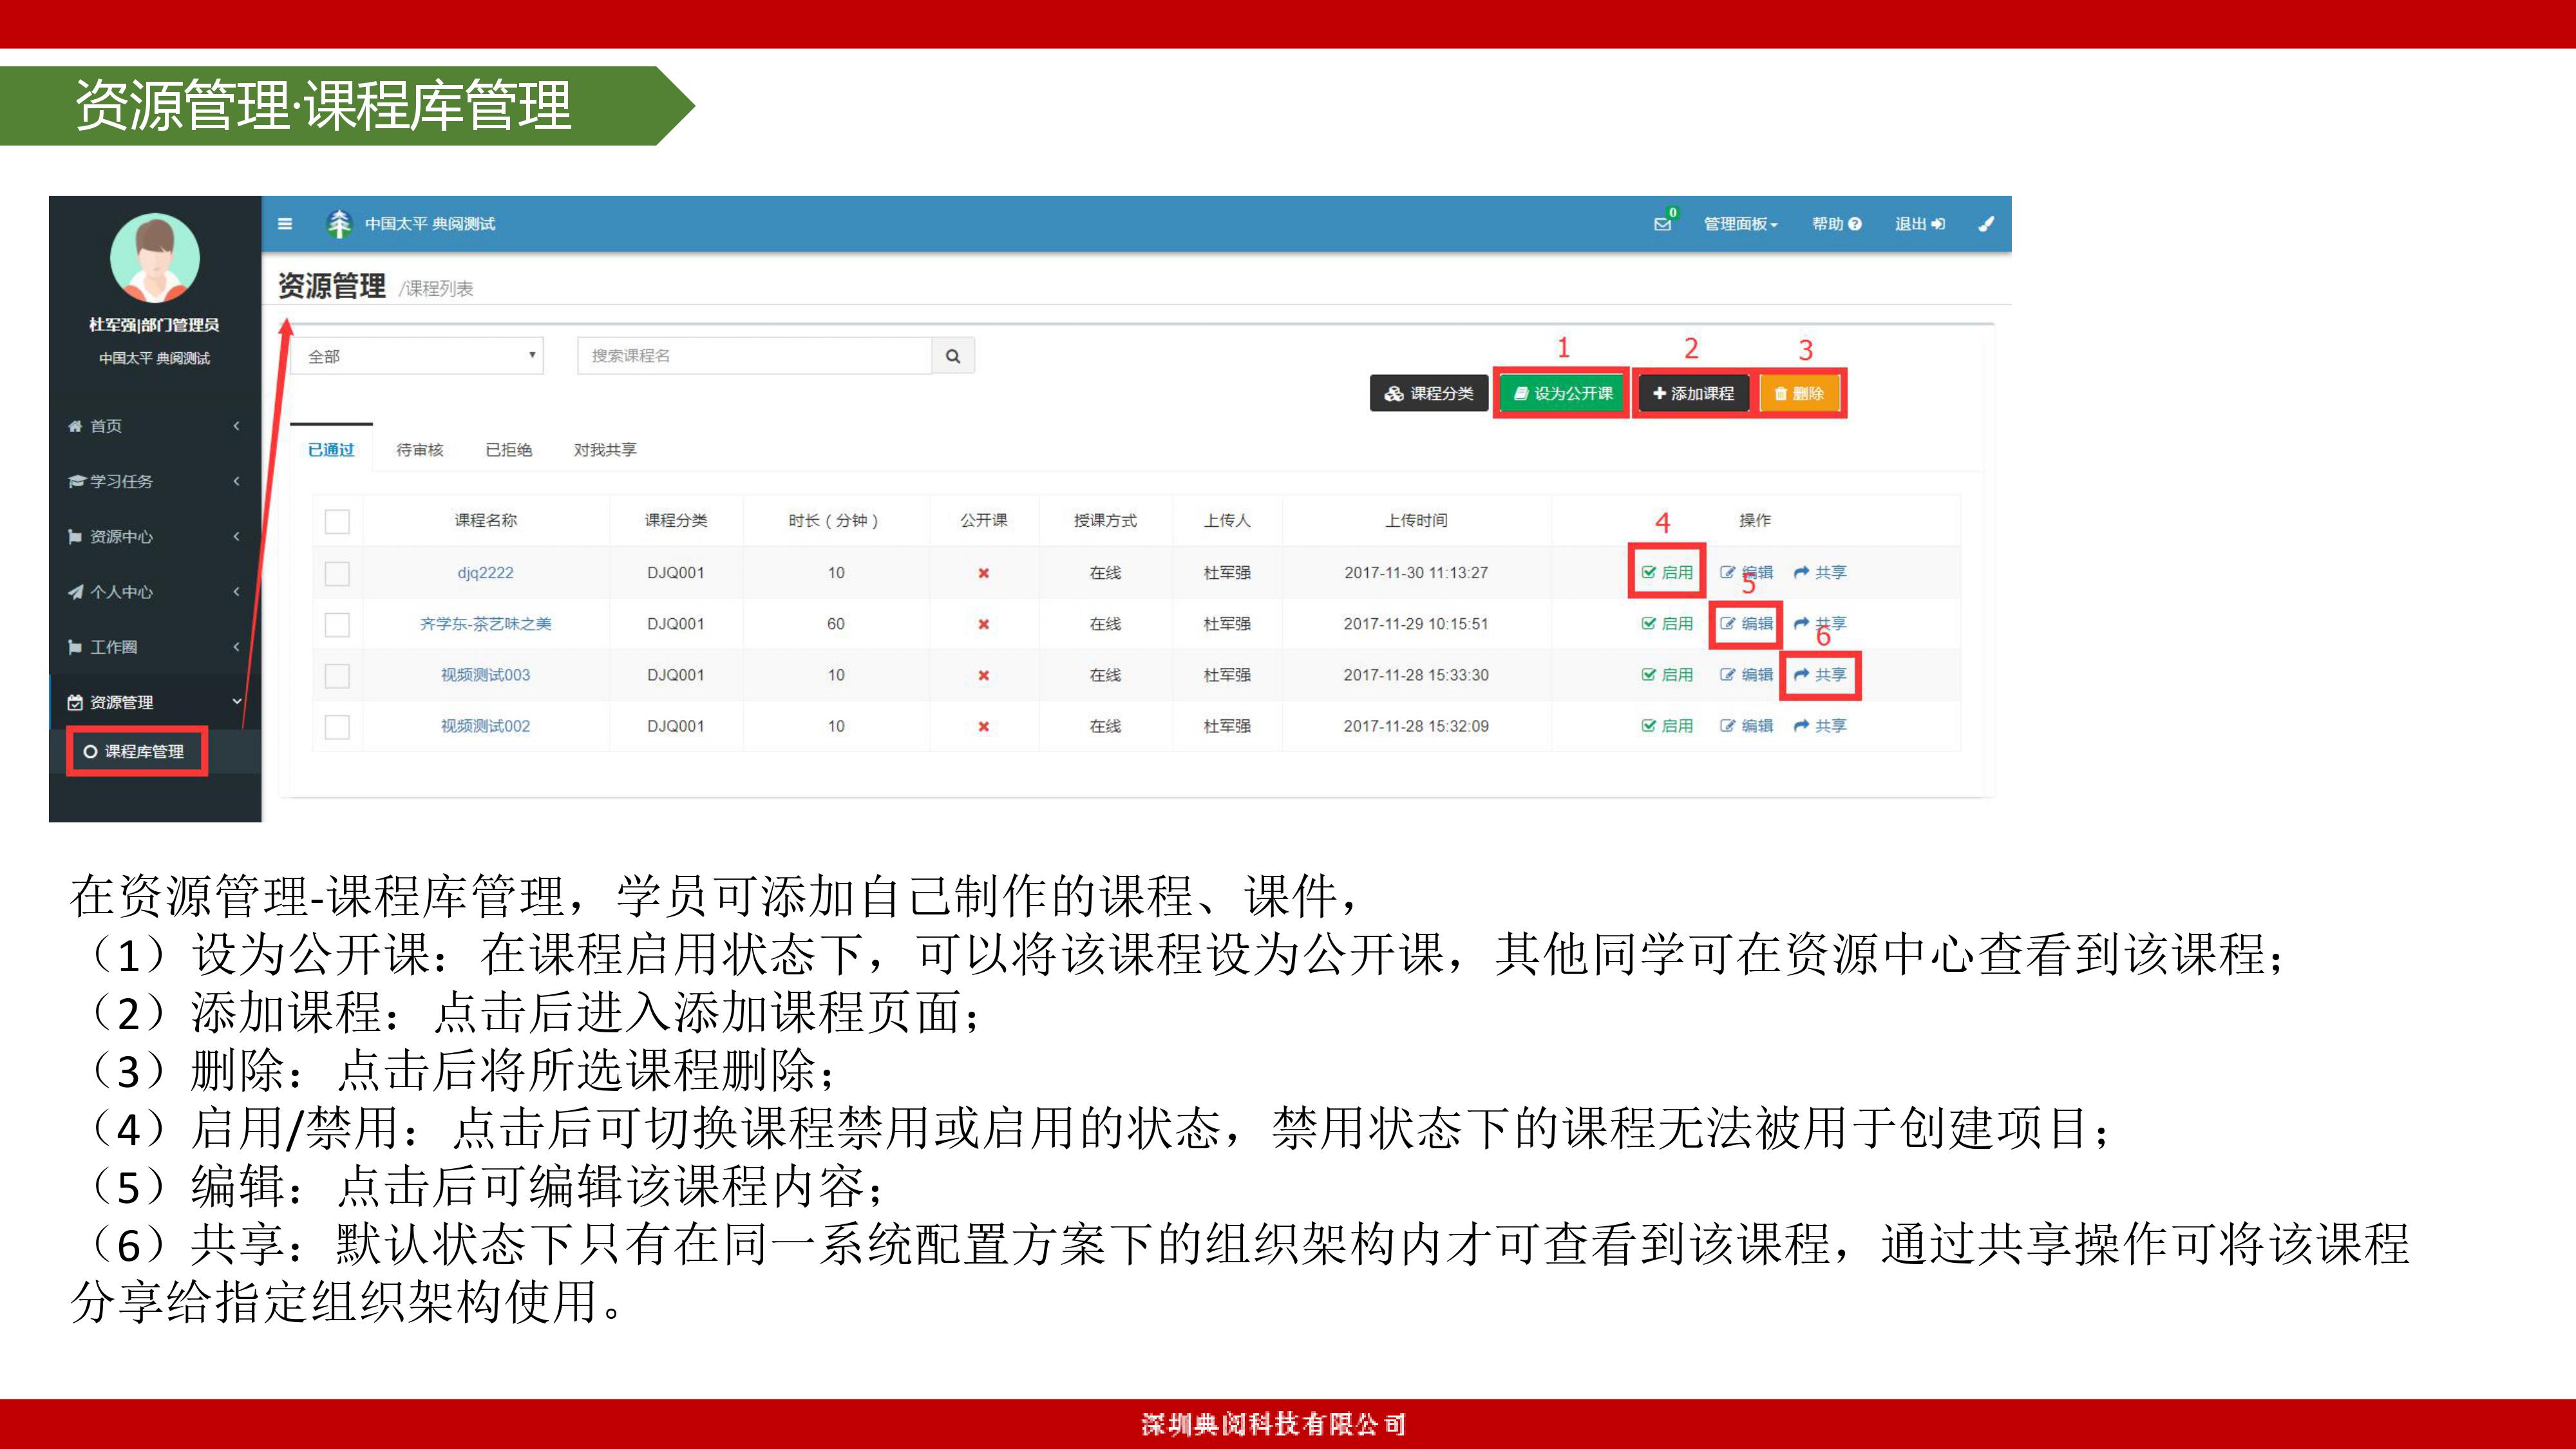 资源管理·课程库管理
中国太平 典阅测试
0
管理面板
帮助
退出
杜军强|部门管理员
中国太平 典阅测试
首页
学习任务
资源中心
个人中心
工作圈
资源管理
课程库管理
资源管理 /课程列表
全部
搜索课程名
1 2 3
课程分类 设为公开课 添加课程 删除
已通过 待审核 已拒绝 对我共享
课程名称 课程分类 时长（分钟） 公开课 授课方式 上传人 上传时间 4 操作
djq2222 DJQ001 10 在线 杜军强 2017-11-30 11:13:27 启用 编辑 共享
5
齐学东-茶艺味之美 DJQ001 60 在线 杜军强 2017-11-29 10:15:51 启用 编辑 共享
6
视频测试003 DJQ001 10 在线 杜军强 2017-11-28 15:33:30 启用 编辑 共享
视频测试002 DJQ001 10 在线 杜军强 2017-11-28 15:32:09 启用 编辑 共享
在资源管理-课程库管理，学员可添加自己制作的课程、课件，
（1）设为公开课：在课程启用状态下，可以将该课程设为公开课，其他同学可在资源中心查看到该课程；
（2）添加课程：点击后进入添加课程页面；
（3）删除：点击后将所选课程删除；
（4）启用/禁用：点击后可切换课程禁用或启用的状态，禁用状态下的课程无法被用于创建项目；
（5）编辑：点击后可编辑该课程内容；
（6）共享：默认状态下只有在同一系统配置方案下的组织架构内才可查看到该课程，通过共享操作可将该课程
分享给指定组织架构使用。
深圳典阅科技有限公司